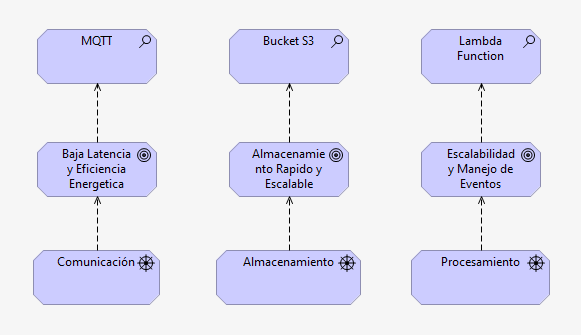 MQTT
Bucket S3
Lambda
Function
Baja Latencia
y Eficiencia
Energetica
Almacenamie
nto Rapido y
Escalable
Escalabilidad
y Manejo de
Eventos
Comunicación
Almacenamiento
Procesamiento